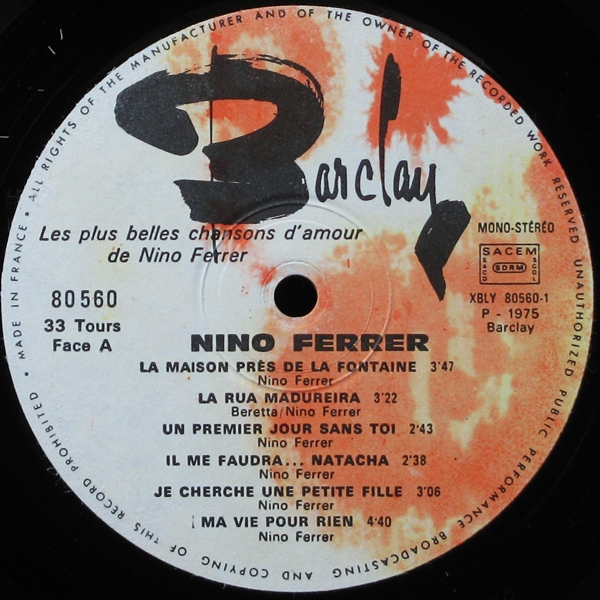 MADE IN FRANCE • ALL RIGHTS OF THE MANUFACTURER AND OF THE OWNER OF THE RECORDED WORK RESERVED UNAUTHORIZED PUBLIC PERFORMANCE BROADCASTING AND COPYING OF THIS RECORD PROHIBITED •
Barclay
Les plus belles chansons d'amour
de Nino Ferrer
MONO-STÉRÉO
SACEM
SACD SDRM SCDL
80560
XBLY 80560-1
33 Tours
P - 1975
Face A
Barclay
NINO FERRER
LA MAISON PRÈS DE LA FONTAINE 3'47
Nino Ferrer
LA RUA MADUREIRA 3'22
Beretta/Nino Ferrer
UN PREMIER JOUR SANS TOI 2'43
Nino Ferrer
IL ME FAUDRA... NATACHA 2'38
Nino Ferrer
JE CHERCHE UNE PETITE FILLE 3'06
Nino Ferrer
MA VIE POUR RIEN 4'40
Nino Ferrer